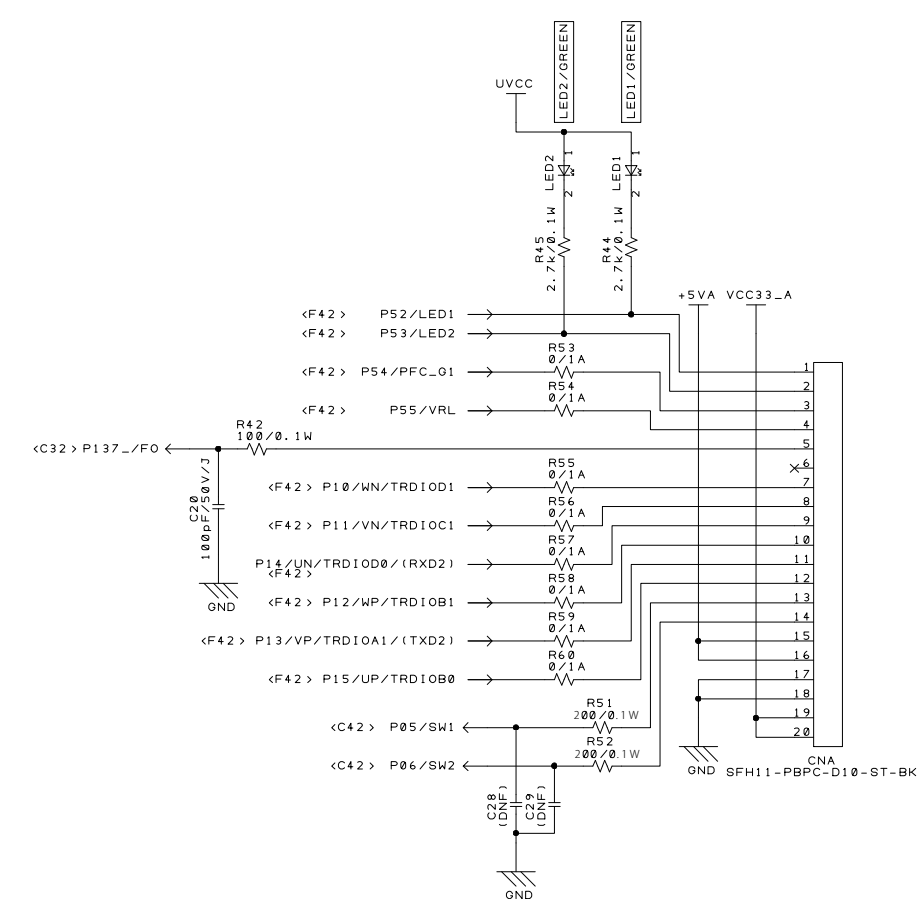 LED2/GREEN
LED1/GREEN
UVCC
LED2
1
2
LED1
1
2
R45
2.7k/0.1W
R44
2.7k/0.1W
+5VA
VCC33_A
<F42> P52/LED1
<F42> P53/LED2
R53
0/1A
<F42> P54/PFC_G1
R54
0/1A
<F42> P55/VRL
R42
100/0.1W
<C32> P137_/FO
C20
100pF/50V/J
GND
R55
0/1A
<F42> P10/WN/TRDIOD1
R56
0/1A
<F42> P11/VN/TRDIOC1
R57
0/1A
P14/UN/TRDIOD0/(RXD2)
<F42>
R58
0/1A
<F42> P12/WP/TRDIOB1
R59
0/1A
<F42> P13/VP/TRDIOA1/(TXD2)
R60
0/1A
<F42> P15/UP/TRDIOB0
R51
200/0.1W
<C42> P05/SW1
R52
200/0.1W
<C42> P06/SW2
C28
(DNF)
C29
(DNF)
GND
1
2
3
4
5
6
7
8
9
10
11
12
13
14
15
16
17
18
19
20
GND
CNA
SFH11-PBPC-D10-ST-BK